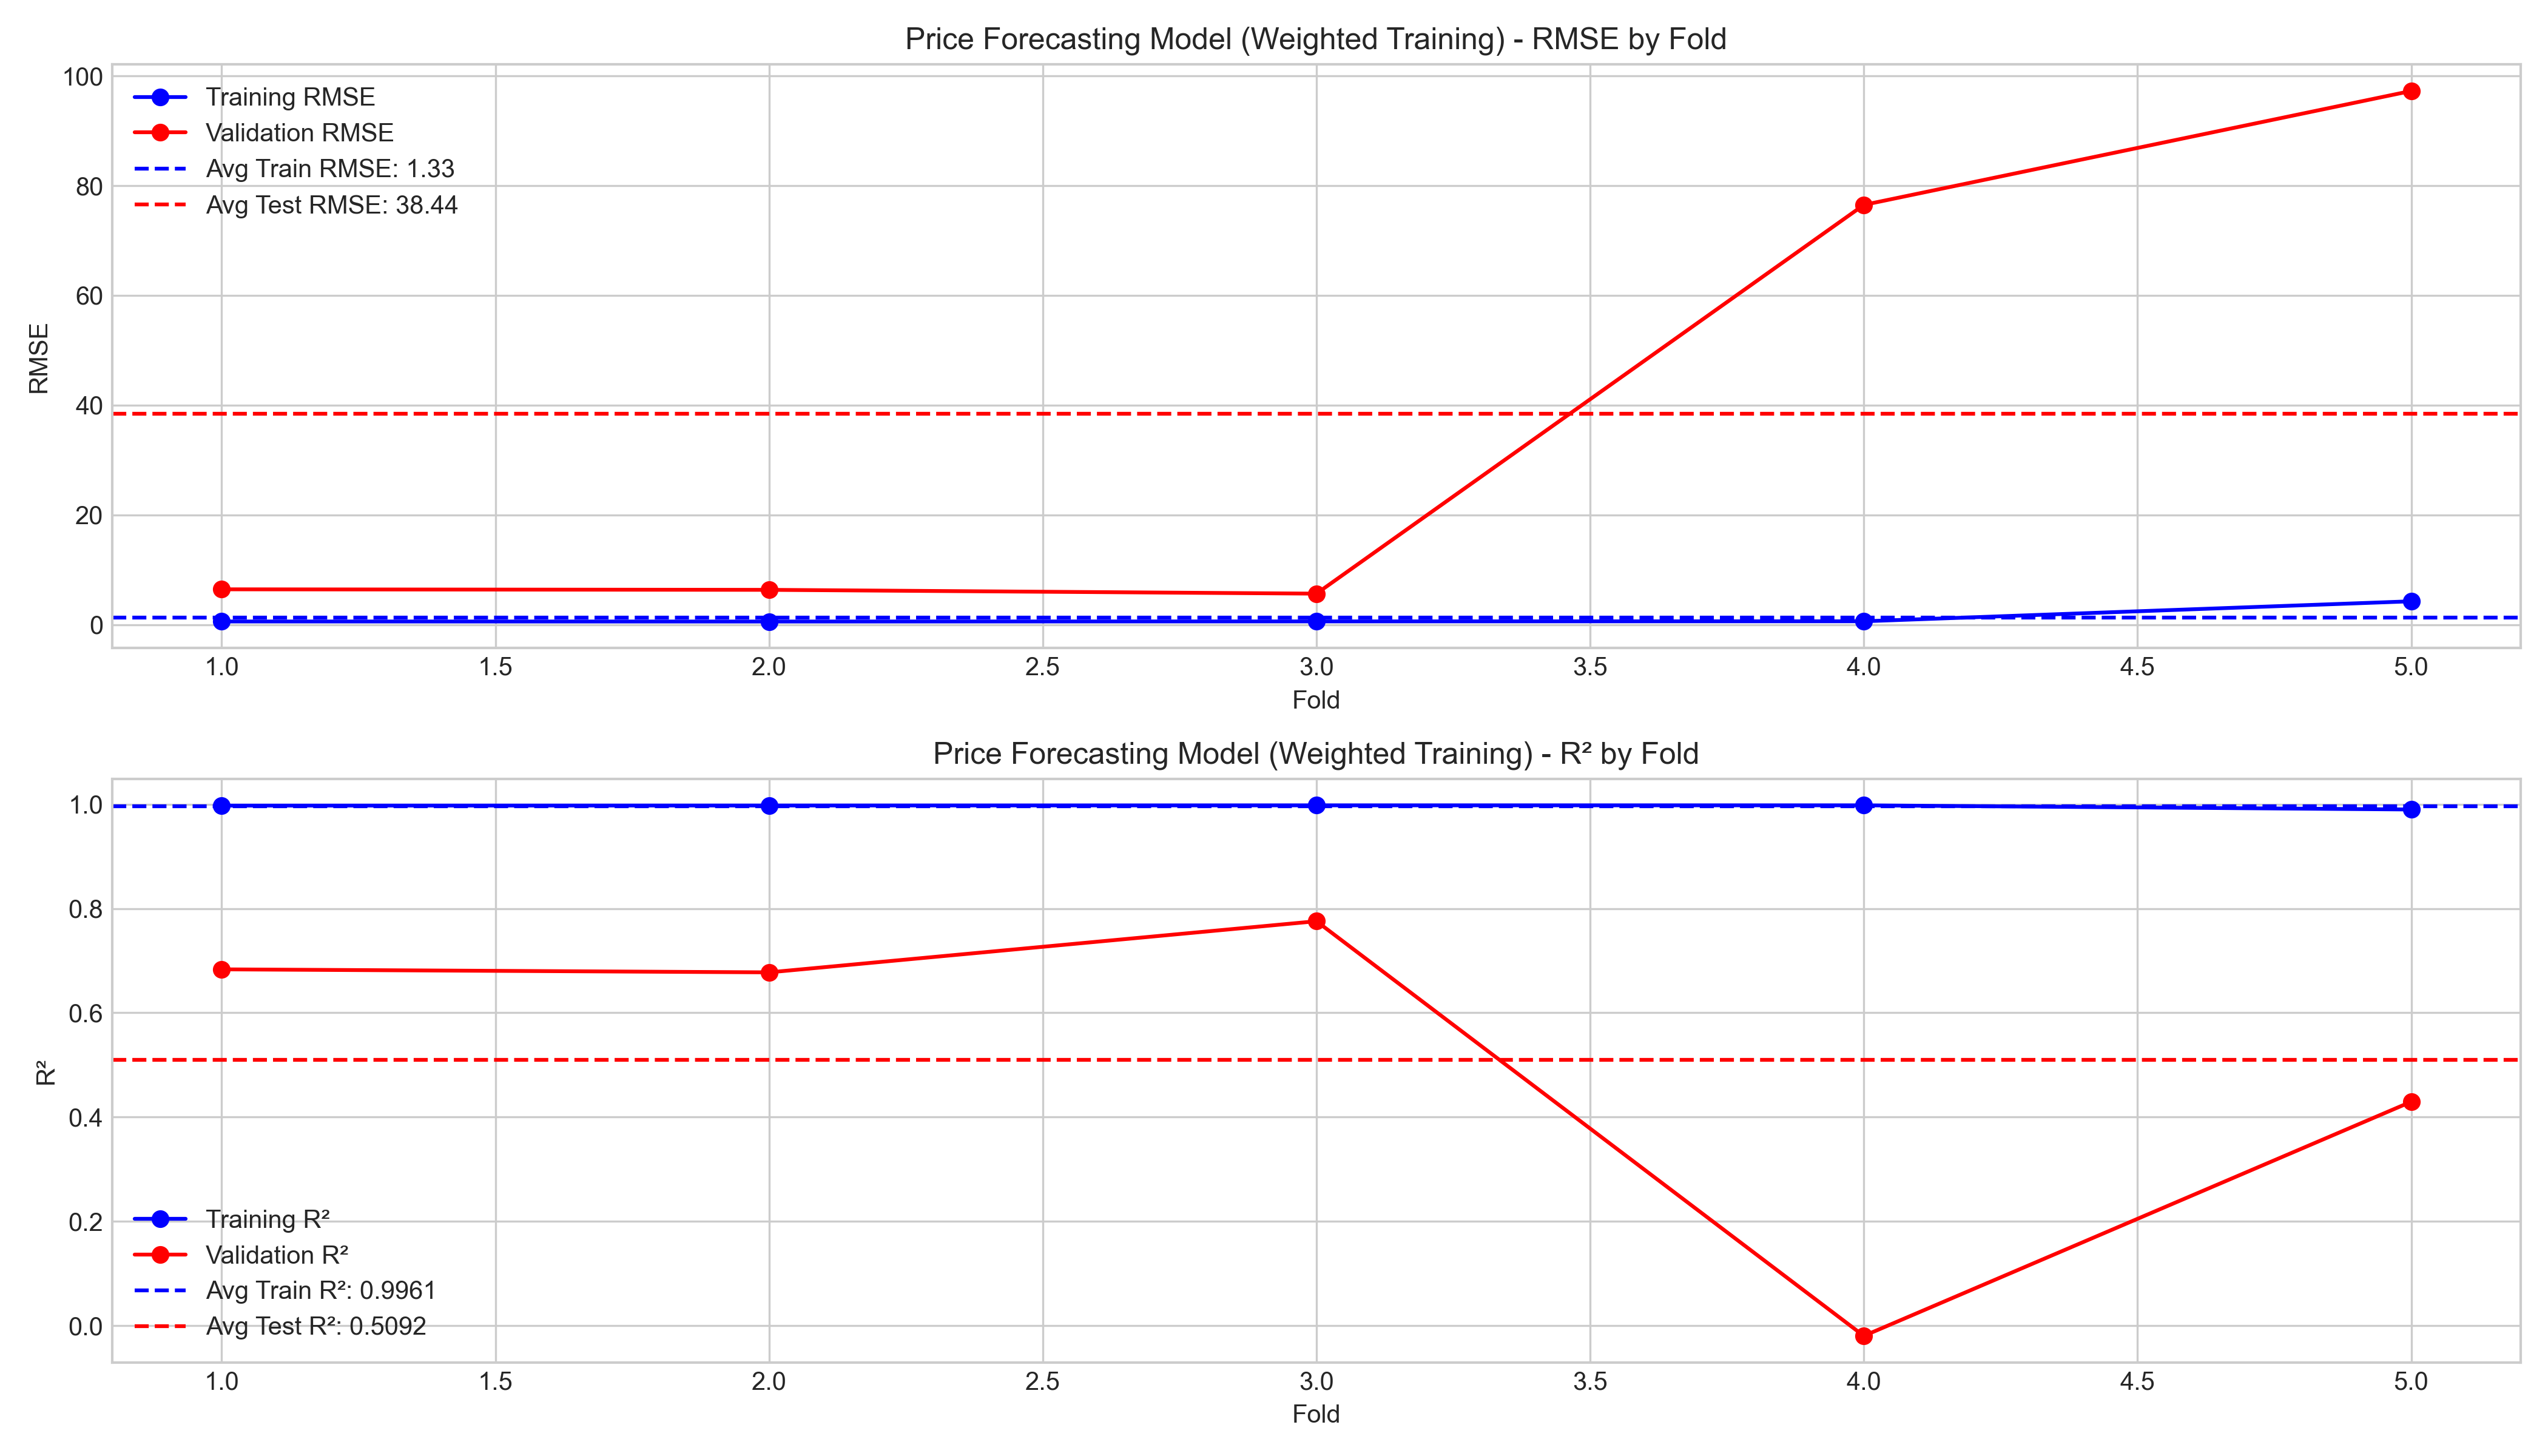 Price Forecasting Model (Weighted Training) - RMSE by Fold
100
80
60
40
20
0
RMSE
Training RMSE
Validation RMSE
Avg Train RMSE: 1.33
Avg Test RMSE: 38.44
1.0 1.5 2.0 2.5 3.0 3.5 4.0 4.5 5.0
Fold
Price Forecasting Model (Weighted Training) - R² by Fold
1.0
0.8
0.6
0.4
0.2
0.0
R²
Training R²
Validation R²
Avg Train R²: 0.9961
Avg Test R²: 0.5092
1.0 1.5 2.0 2.5 3.0 3.5 4.0 4.5 5.0
Fold